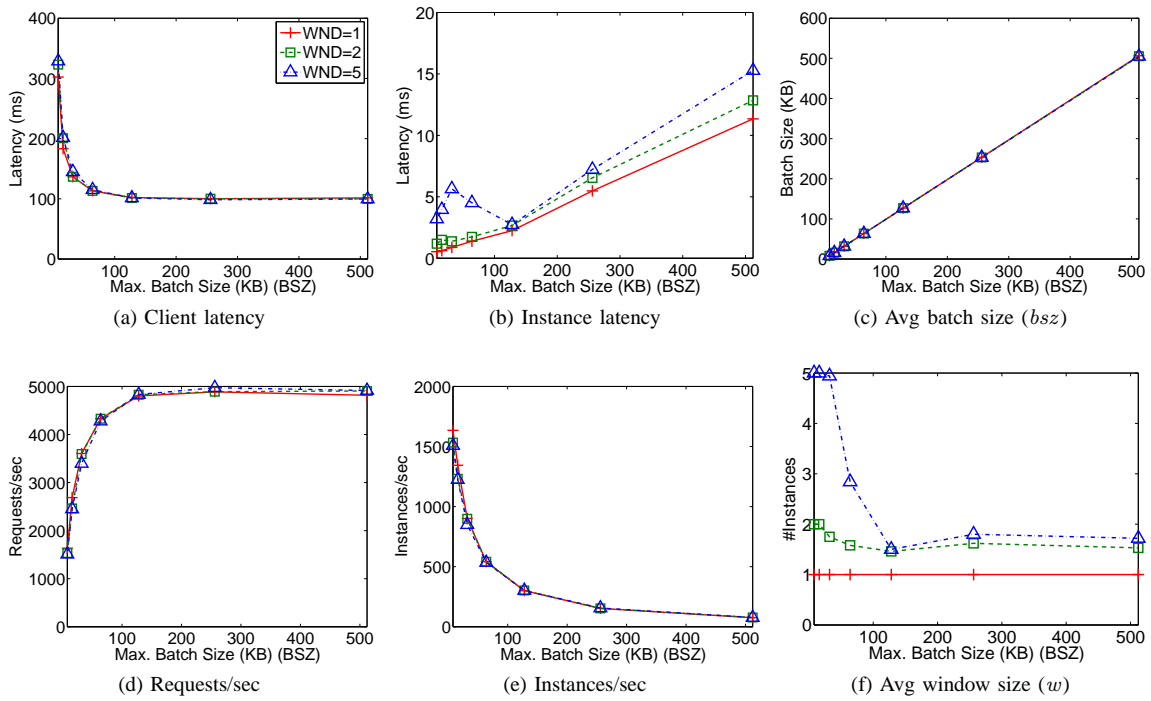 400
300
200
100
0
Latency (ms)
100 200 300 400 500
Max. Batch Size (KB) (BSZ)
WND=1
WND=2
WND=5
(a) Client latency
20
15
10
5
0
Latency (ms)
100 200 300 400 500
Max. Batch Size (KB) (BSZ)
(b) Instance latency
600
500
400
300
200
100
0
Batch Size (KB)
100 200 300 400 500
Max. Batch Size (KB) (BSZ)
(c) Avg batch size (bsz)
5000
4000
3000
2000
1000
0
Requests/sec
100 200 300 400 500
Max. Batch Size (KB) (BSZ)
(d) Requests/sec
2000
1500
1000
500
0
Instances/sec
100 200 300 400 500
Max. Batch Size (KB) (BSZ)
(e) Instances/sec
5
4
3
2
1
0
#Instances
100 200 300 400 500
Max. Batch Size (KB) (BSZ)
(f) Avg window size (w)